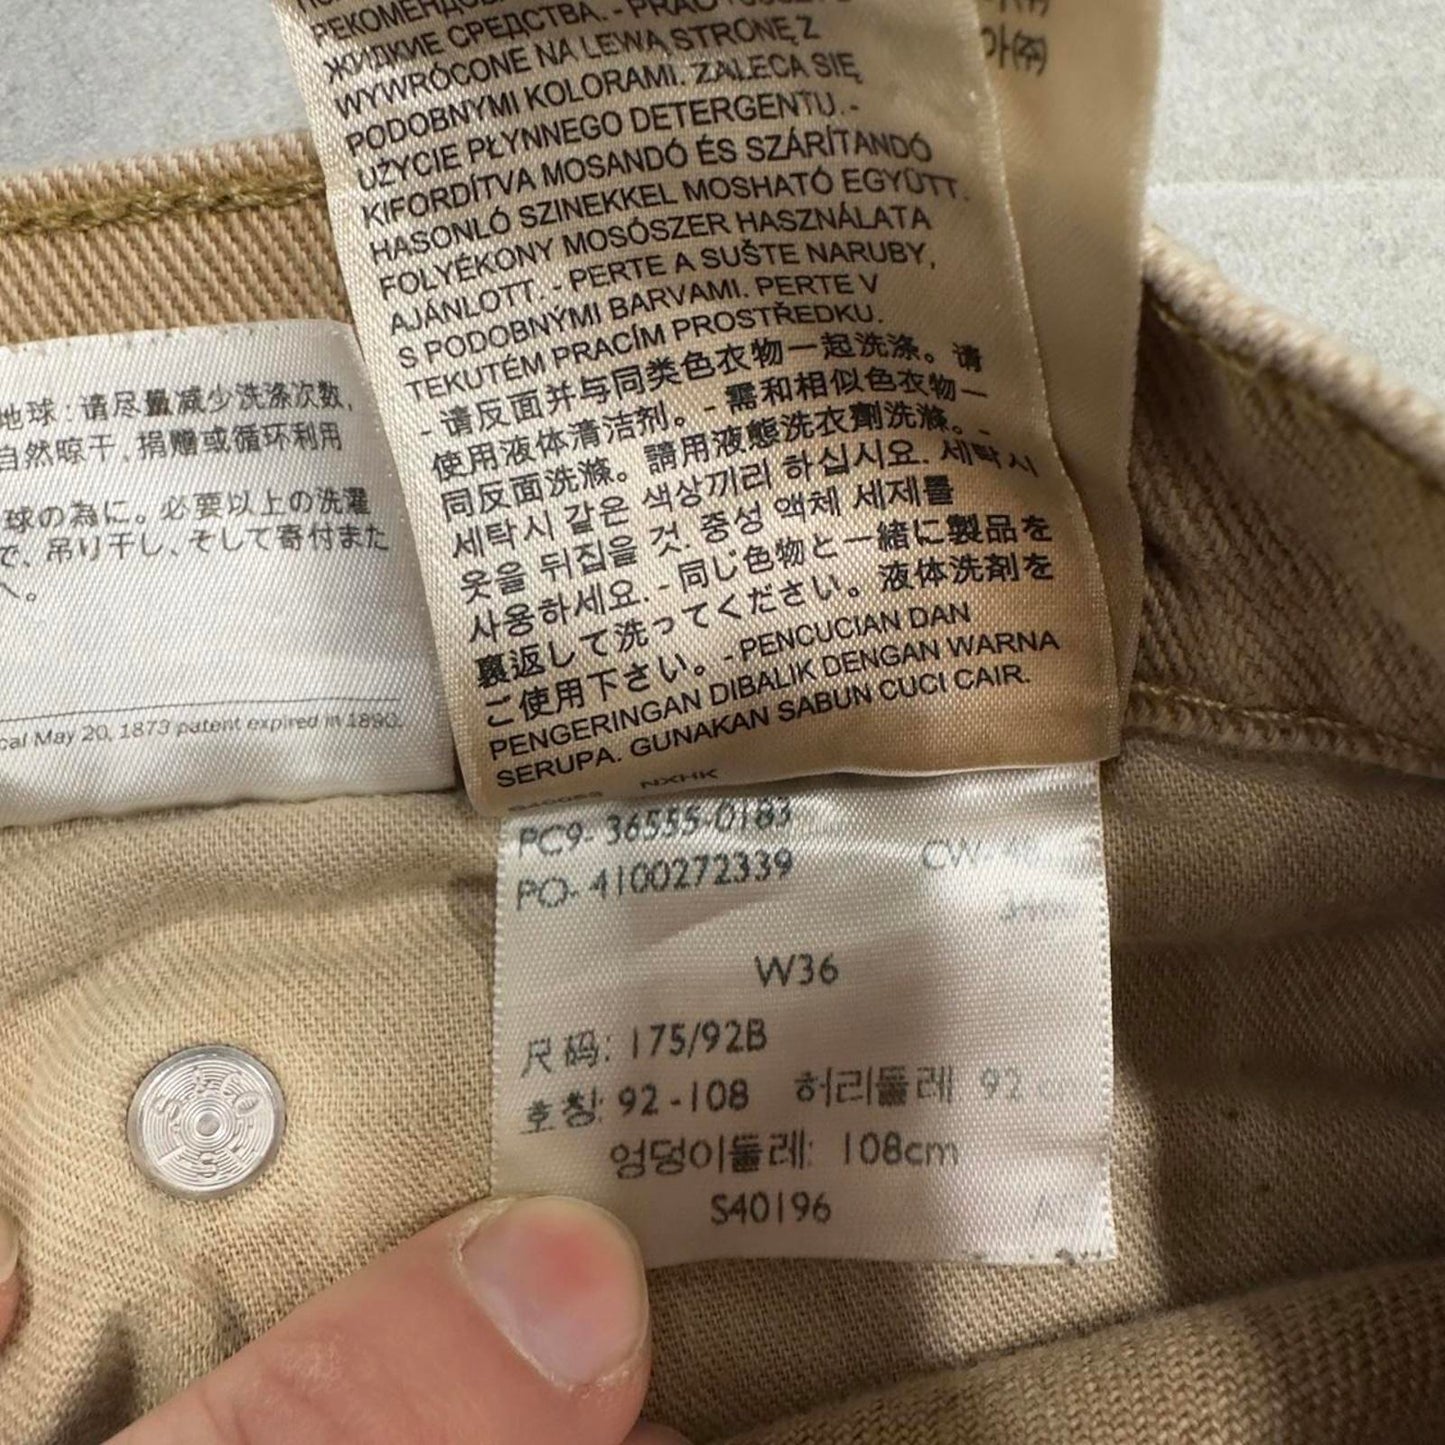 ЖИДКИЕ СРЕДСТВА. -
WYWRÓCONE NA LEWĄ STRONĘ Z
PODOBNYMI KOLORAMI. ZALECA SIĘ
UŻYCIE PŁYNNEGO DETERGENTU. -
KIFORDÍTVA MOSANDÓ ÉS SZÁRÍTANDÓ
HASONLÓ SZINEKKEL MOSHATÓ EGYÜTT.
FOLYÉKONY MOSÓSZER HASZNÁLATA
AJÁNLOTT. - PERTE A SUŠTE NARUBY,
S PODOBNÝMI BARVAMI. PERTE V
TEKUTÉM PRACÍM PROSTŘEDKU.
- 请反面并与同类色衣物一起洗涤。请
使用液体清洁剂。- 需和相似色衣物一
同反面洗滌。請用液態洗衣劑洗滌。-
세탁시 같은 색상끼리 하십시요. 세탁시
옷을 뒤집을 것. 중성 액체 세제를
사용하세요. - 同じ色物と一緒に製品を
裏返して洗ってください。液体洗剤を
ご使用下さい。- PENCUCIAN DAN
PENGERINGAN DIBALIK DENGAN WARNA
SERUPA. GUNAKAN SABUN CUCI CAIR.
NXHK
아(주)
地球: 请尽量减少洗涤次数,
自然晾干, 捐赠或循环利用
球の為に。必要以上の洗濯
で、吊り干し、そして寄付また
へ。
May 20, 1873 patent expired in 1890.
PC9- 36555-0183
PO- 4100272339
W36
尺码: 175/92B
호칭: 92 -108 허리둘레 92
엉덩이둘레: 108cm
S40196